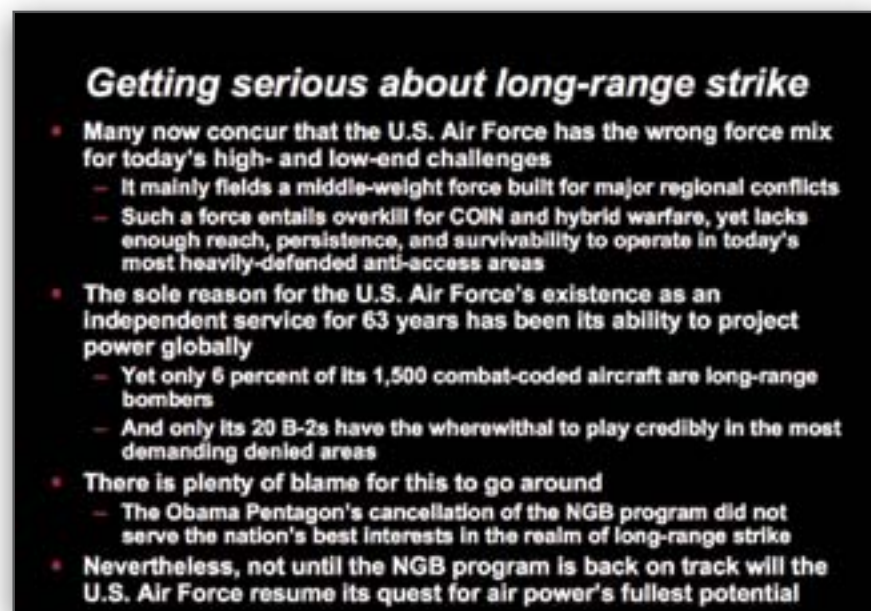 Getting serious about long-range strike
• Many now concur that the U.S. Air Force has the wrong force mix
for today's high- and low-end challenges
– It mainly fields a middle-weight force built for major regional conflicts
– Such a force entails overkill for COIN and hybrid warfare, yet lacks
enough reach, persistence, and survivability to operate in today's
most heavily-defended anti-access areas
• The sole reason for the U.S. Air Force's existence as an
independent service for 63 years has been its ability to project
power globally
– Yet only 6 percent of its 1,500 combat-coded aircraft are long-range
bombers
– And only its 20 B-2s have the wherewithal to play credibly in the most
demanding denied areas
• There is plenty of blame for this to go around
– The Obama Pentagon's cancellation of the NGB program did not
serve the nation's best interests in the realm of long-range strike
• Nevertheless, not until the NGB program is back on track will the
U.S. Air Force resume its quest for air power's fullest potential